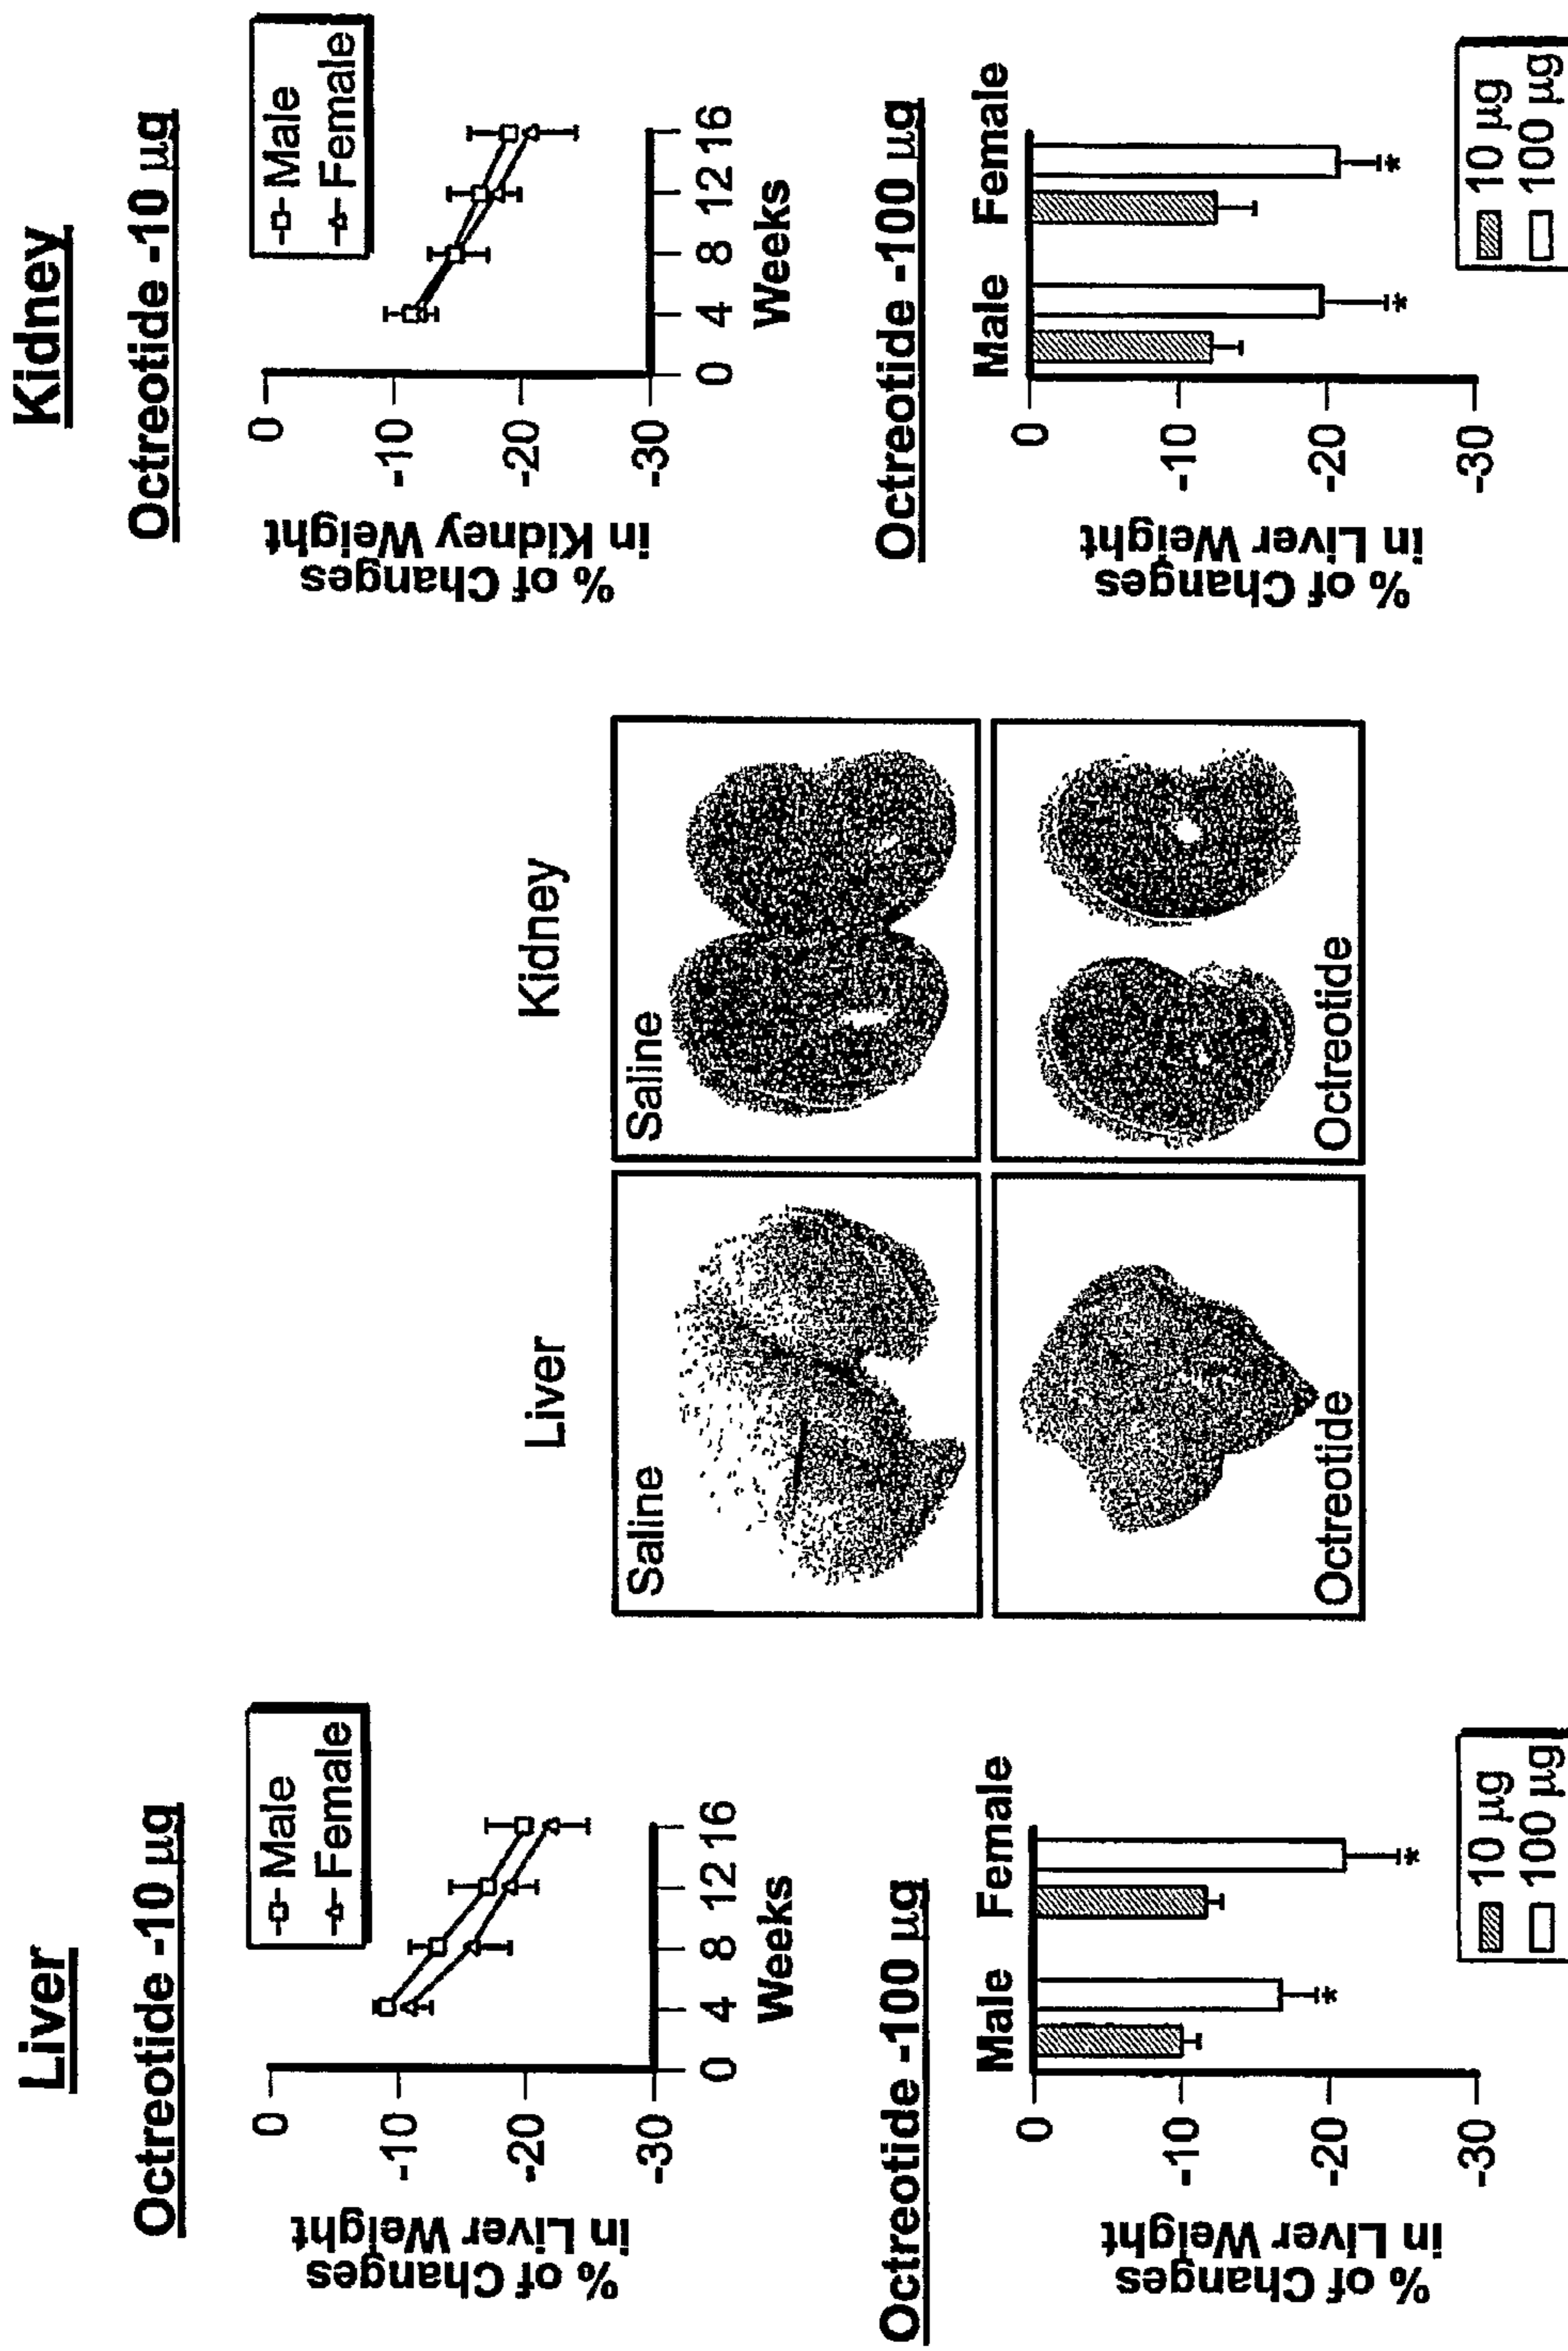 Liver
Octreotide -10 µg
-□- Male
-△- Female
0
-10
-20
-30
% of Changes
in Liver Weight
0 4 8 12 16
Weeks
Octreotide -100 µg
Male Female
0
-10
-20
-30
% of Changes
in Liver Weight
*
*
10 µg
100 µg
Liver
Kidney
Saline
Saline
Octreotide
Octreotide
Kidney
Octreotide -10 µg
-□- Male
-△- Female
0
-10
-20
-30
% of Changes
in Kidney Weight
0 4 8 12 16
Weeks
Octreotide -100 µg
Male Female
0
-10
-20
-30
% of Changes
in Liver Weight
*
*
10 µg
100 µg